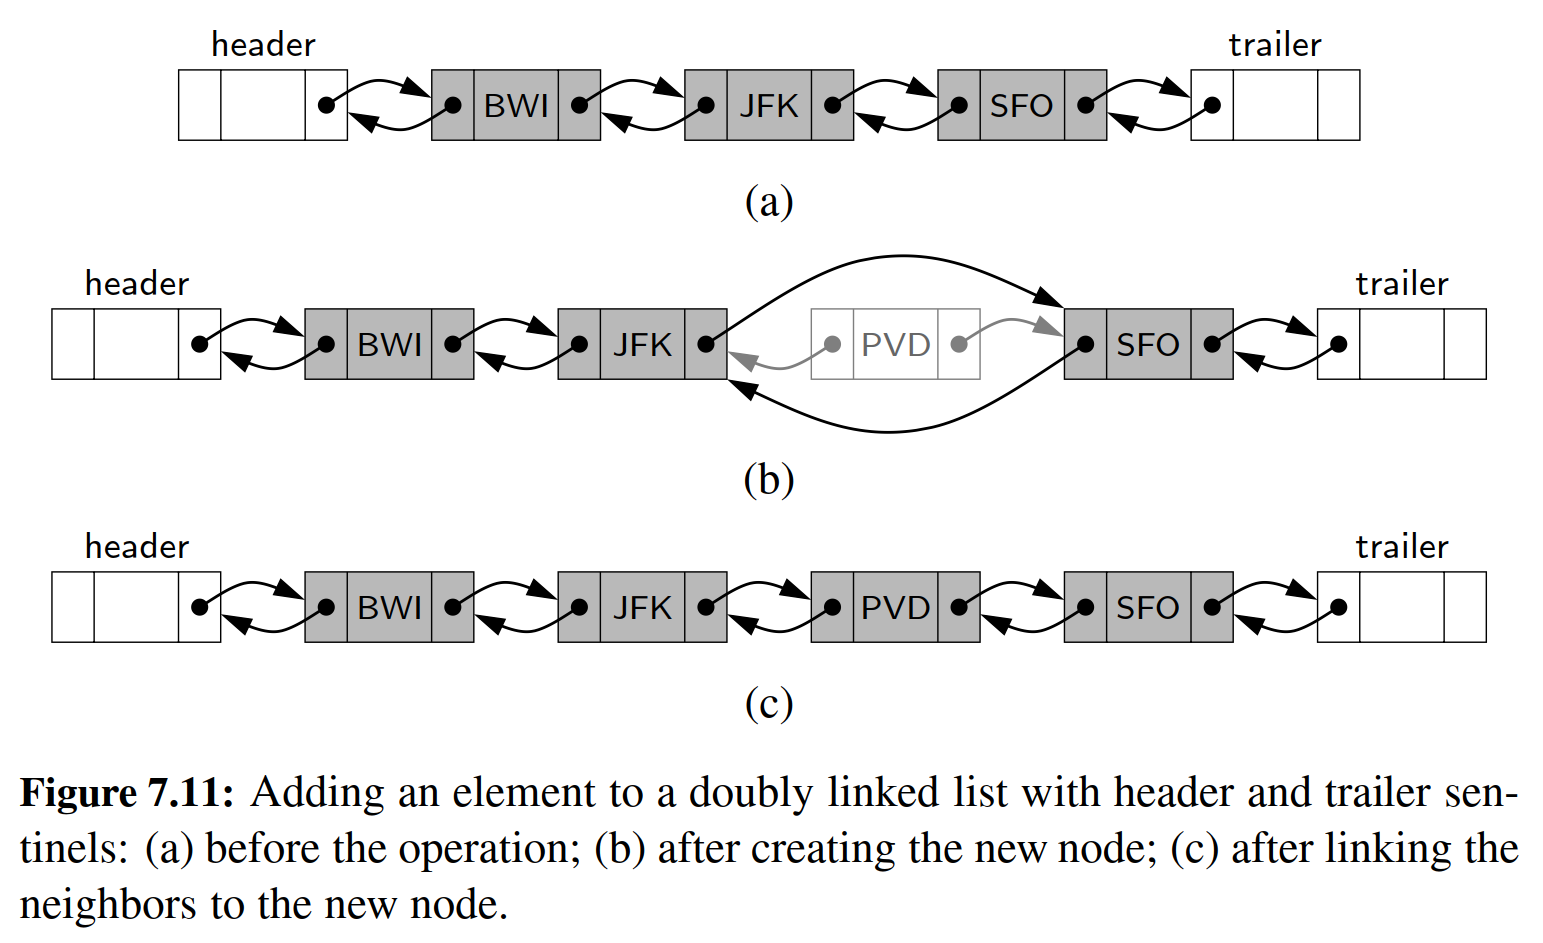 header trailer
BWI JFK SFO
(a)
header trailer
BWI JFK PVD SFO
(b)
header trailer
BWI JFK PVD SFO
(c)
Figure 7.11: Adding an element to a doubly linked list with header and trailer sen-
tinels: (a) before the operation; (b) after creating the new node; (c) after linking the
neighbors to the new node.